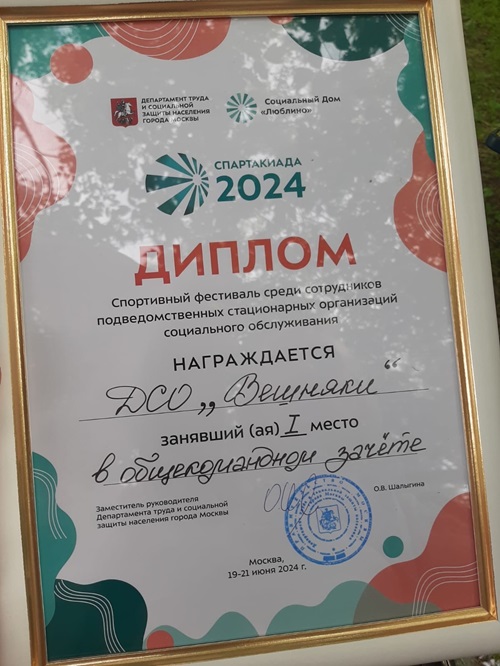 ДЕПАРТАМЕНТ ТРУДА
И СОЦИАЛЬНОЙ
ЗАЩИТЫ НАСЕЛЕНИЯ
ГОРОДА МОСКВЫ
Социальный Дом
«Люблино»
СПАРТАКИАДА
2024
ДИПЛОМ
Спортивный фестиваль среди сотрудников
подведомственных стационарных организаций
социального обслуживания
НАГРАЖДАЕТСЯ
ДСО „Вешняки“
занявший (ая) I место
в общекомандном зачёте
Заместитель руководителя
Департамента труда и социальной
защиты населения города Москвы
О.В. Шалыгина
Москва,
19-21 июня 2024 г.